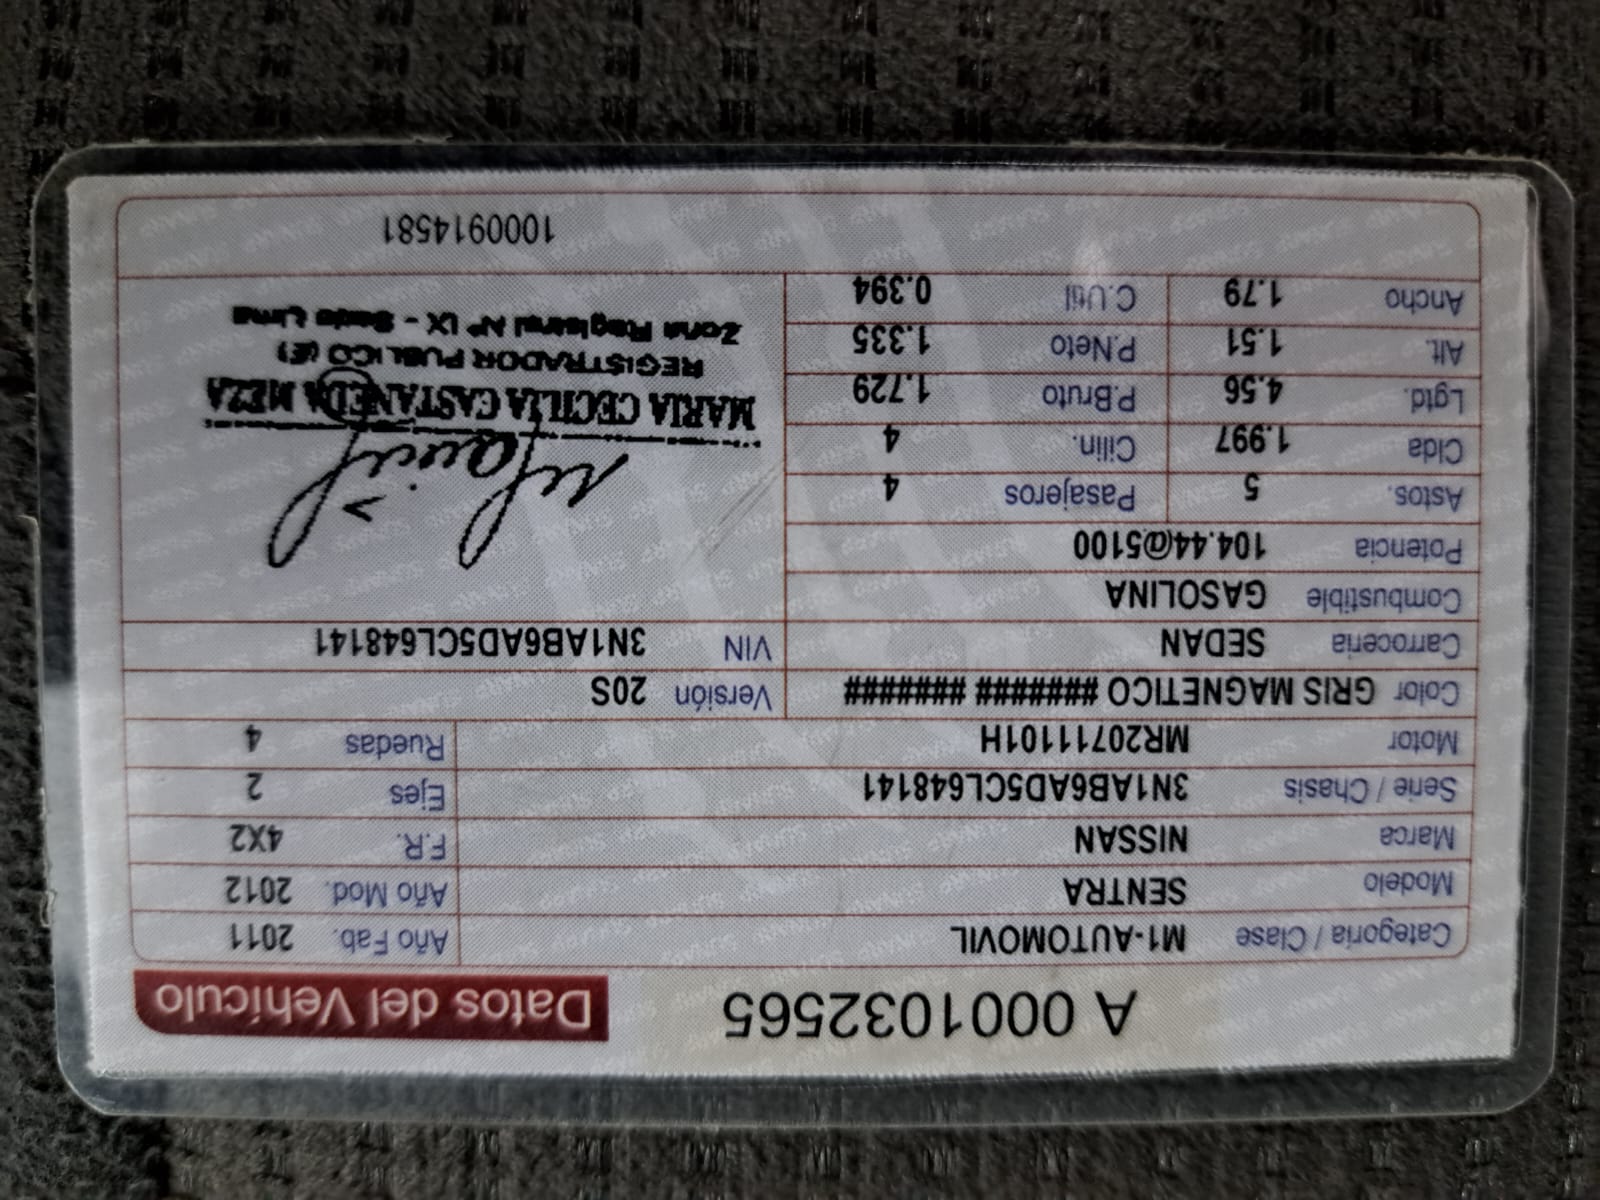 A 0001032565 Datos del Vehículo
Categoria / Clase M1-AUTOMOVIL Año Fab. 2011
Modelo SENTRA Año Mod. 2012
Marca NISSAN F.R. 4X2
Serie / Chasis 3N1AB6AD5CL648141 Ejes 2
Motor MR20711101H Ruedas 4
Color GRIS MAGNETICO ####### ####### Versión 20S
Carroceria SEDAN VIN 3N1AB6AD5CL648141
Combustible GASOLINA
Potencia 104.44@5100
Astos. 5 Pasajeros 4
Clda 1.997 Cilin. 4
Lgtd. 4.56 P.Bruto 1.729
Alt. 1.51 P.Neto 1.335
Ancho 1.79 C.Util 0.394
MARIA CECILIA CASTAÑEDA MEZA
REGISTRADOR PUBLICO (E)
Zona Registral Nº IX - Sede Lima
1000914581